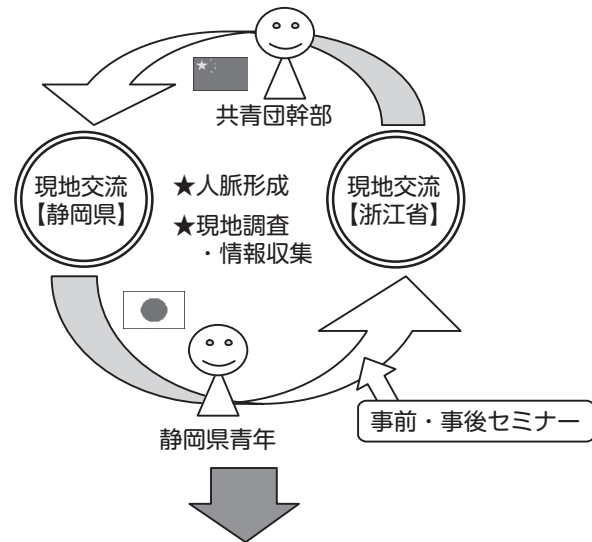 共青団幹部
現地交流
【静岡県】
★人脈形成
★現地調査
・情報収集
現地交流
【浙江省】
静岡県青年
事前・事後セミナー